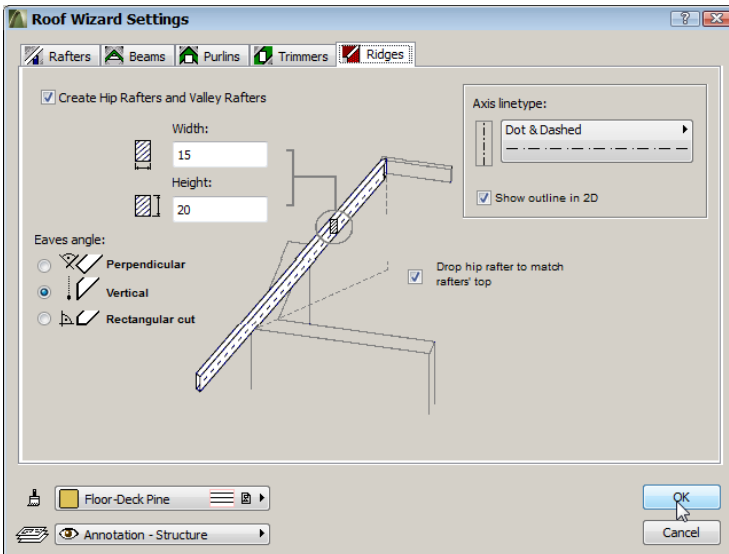 Roof Wizard Settings
Rafters Beams Purlins Trimmers Ridges
Create Hip Rafters and Valley Rafters
Width:
15
Height:
20
Axis linetype:
Dot & Dashed
Show outline in 2D
Eaves angle:
Perpendicular
Vertical
Rectangular cut
Drop hip rafter to match
rafters' top
Floor-Deck Pine
OK
Annotation - Structure
Cancel